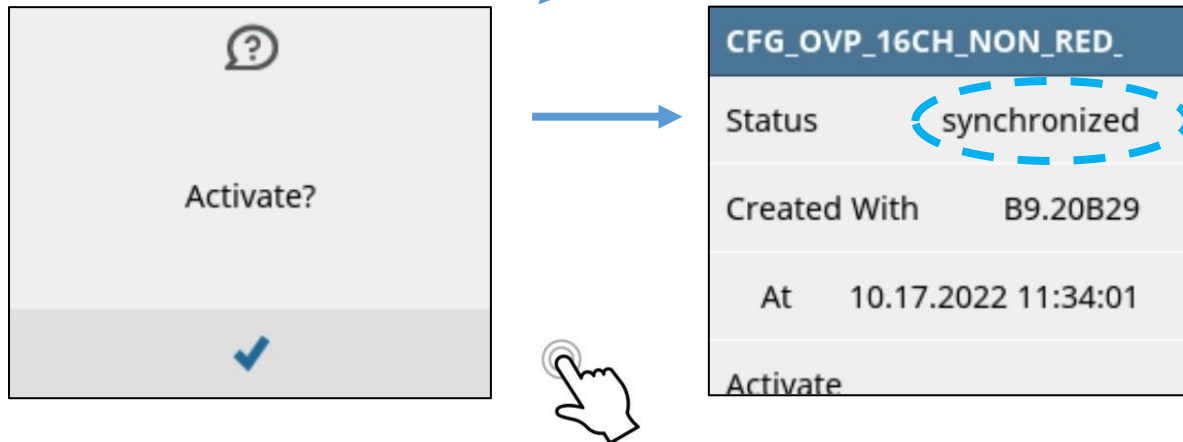 Activate?
CFG_OVP_16CH_NON_RED_
Status synchronized
Created With B9.20B29
At 10.17.2022 11:34:01
Activate